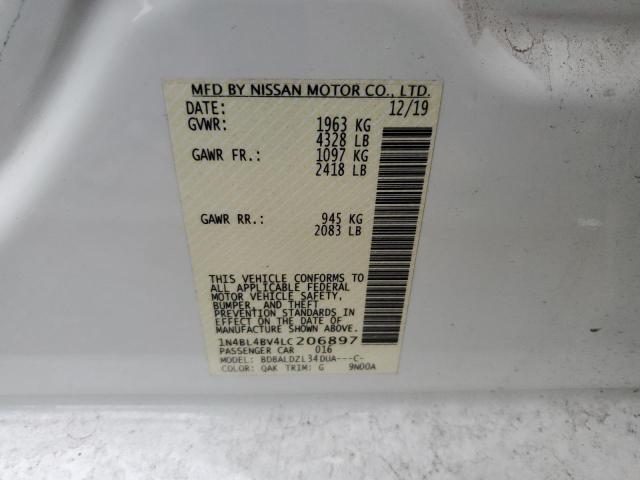 MFD BY NISSAN MOTOR CO., LTD.
DATE: 12/19
GVWR: 1963 KG
4328 LB
GAWR FR.: 1097 KG
2418 LB
GAWR RR.: 945 KG
2083 LB
THIS VEHICLE CONFORMS TO
ALL APPLICABLE FEDERAL
MOTOR VEHICLE SAFETY,
BUMPER, AND THEFT
PREVENTION STANDARDS IN
EFFECT ON THE DATE OF
MANUFACTURE SHOWN ABOVE.
1N4BL4BV4LC206897
PASSENGER CAR 016
MODEL: BDBALDZL34DUA---C-
COLOR: QAK TRIM: G 9N00A